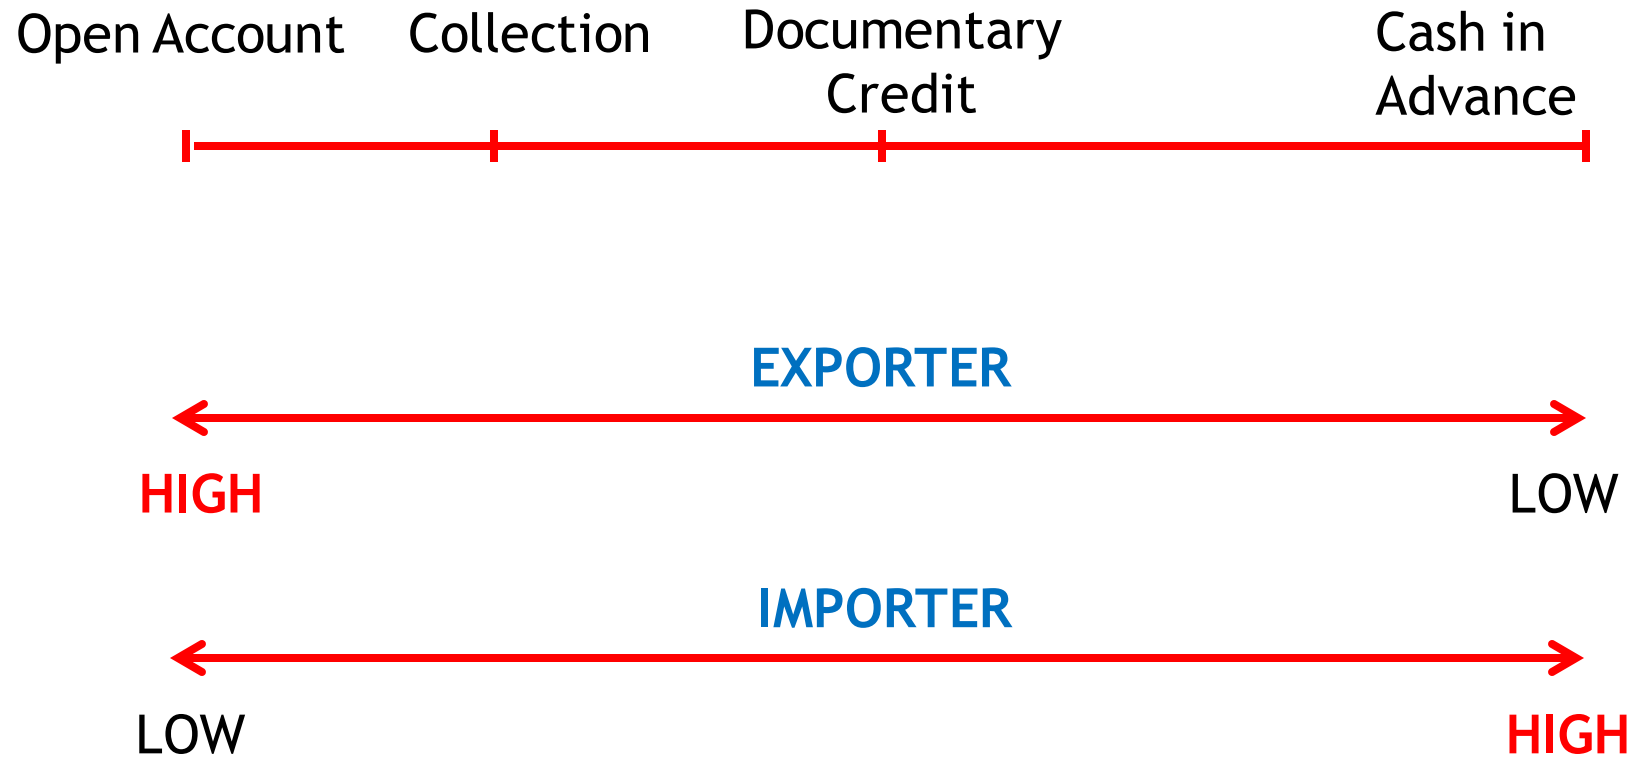 Open Account
Collection
Documentary
Credit
Cash in
Advance
EXPORTER
HIGH
LOW
IMPORTER
LOW
HIGH